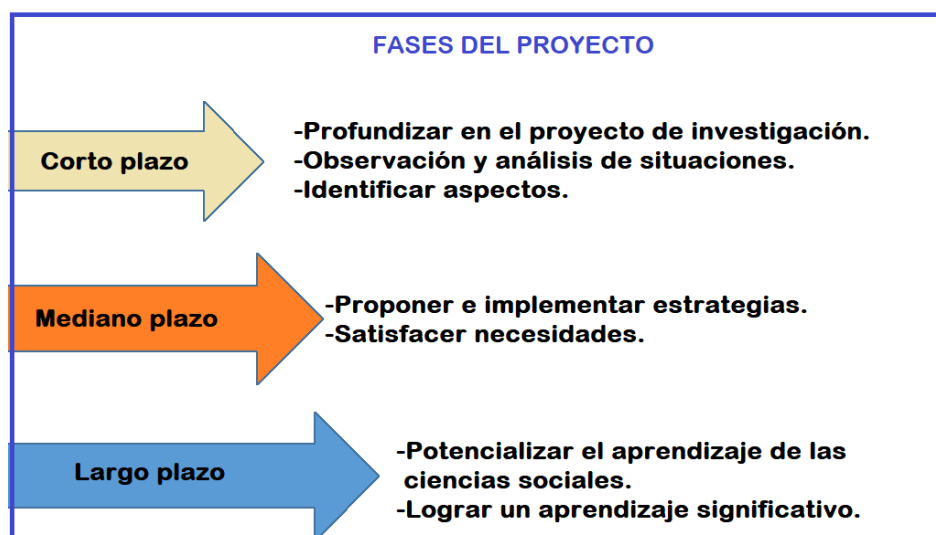 FASES DEL PROYECTO
Corto plazo
-Profundizar en el proyecto de investigación.
-Observación y análisis de situaciones.
-Identificar aspectos.
Mediano plazo
-Proponer e implementar estrategias.
-Satisfacer necesidades.
Largo plazo
-Potencializar el aprendizaje de las
ciencias sociales.
-Lograr un aprendizaje significativo.